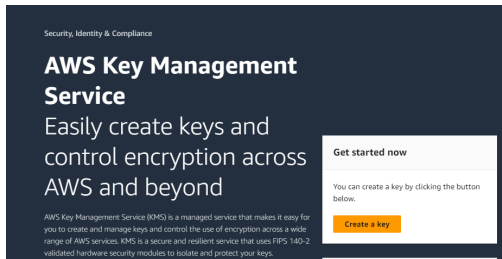 Security, Identity & Compliance
AWS Key Management
Service
Easily create keys and
control encryption across
AWS and beyond
AWS Key Management Service (KMS) is a managed service that makes it easy for
you to create and manage keys and control the use of encryption across a wide
range of AWS services. KMS is a secure and resilient service that uses FIPS 140-2
validated hardware security modules to isolate and protect your keys.
Get started now
You can create a key by clicking the button
below.
Create a key